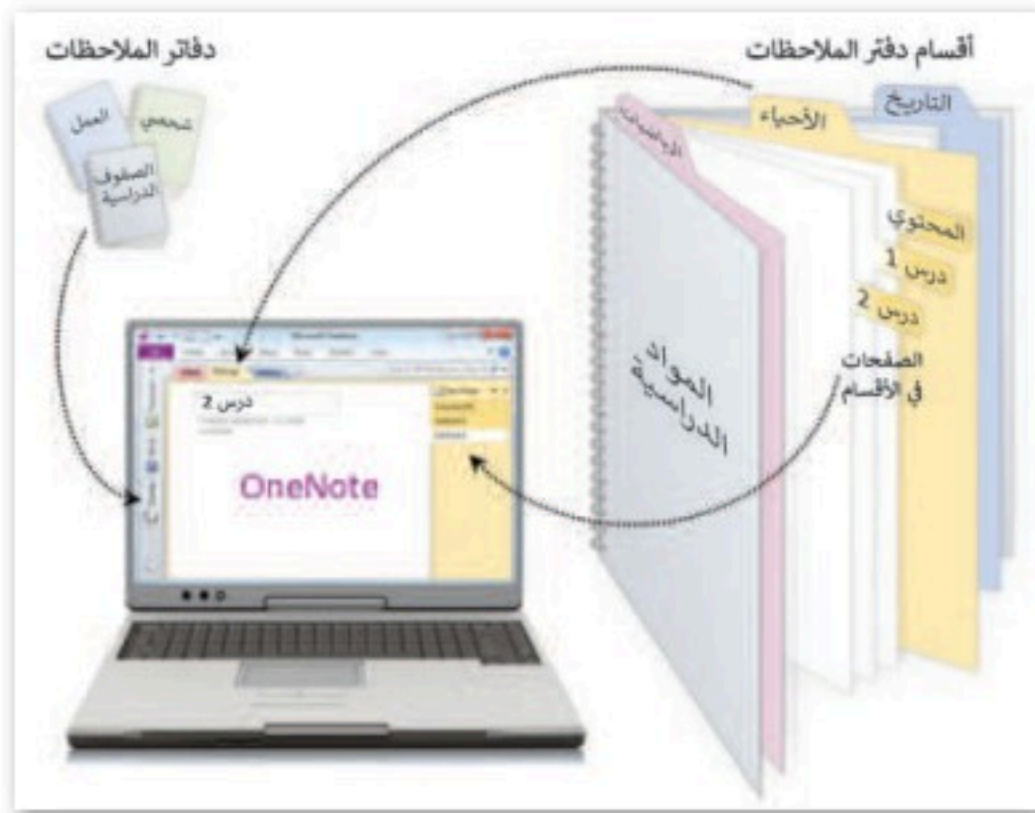 أقسام دفتر الملاحظات
التاريخ
الأحياء
الرياضيات
المحتوي
درس 1
درس 2
الصفحات
في الأقسام
المواد
الدراسية
دفاتر الملاحظات
العمل
شخصي
الصفوف
الدراسية
درس 2
OneNote